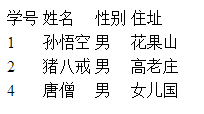 学号 姓名 性别 住址
1 孙悟空 男 花果山
2 猪八戒 男 高老庄
4 唐僧 男 女儿国